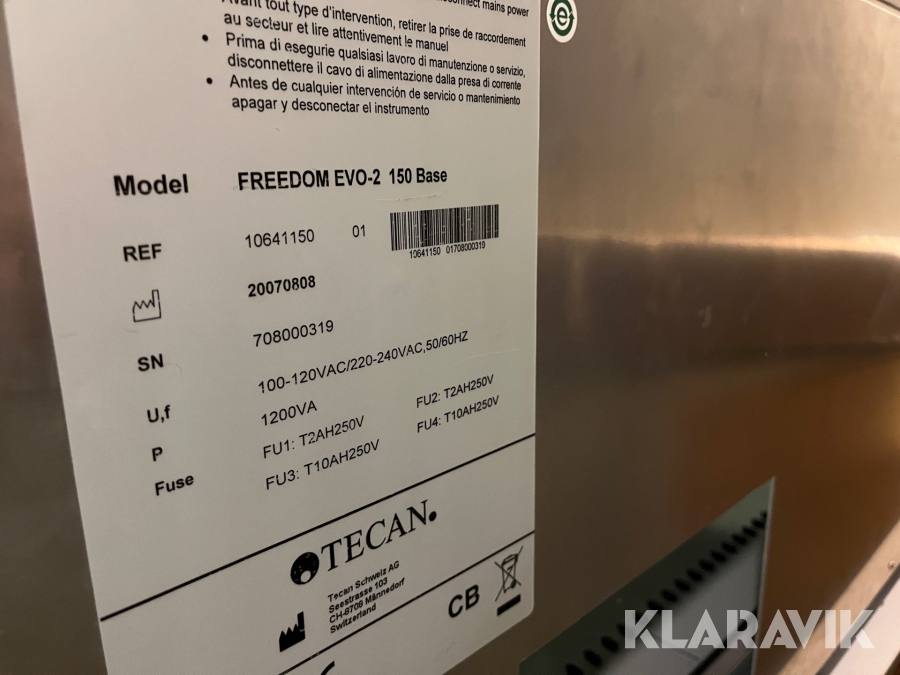 connect mains power
Avant tout type d'intervention, retirer la prise de raccordement
au secteur et lire attentivement le manuel
• Prima di esegurie qualsiasi lavoro di manutenzione o servizio,
disconnettere il cavo di alimentazione dalla presa di corrente
• Antes de cualquier intervención de servicio o mantenimiento
apagar y desconectar el instrumento
Model FREEDOM EVO-2 150 Base
REF 10641150 01
10641150 01708000319
20070808
SN 708000319
U,f 100-120VAC/220-240VAC,50/60HZ
P 1200VA
Fuse FU1: T2AH250V FU2: T2AH250V
FU3: T10AH250V FU4: T10AH250V
TECAN.
Tecan Schweiz AG
Seestrasse 103
CH-8708 Männedorf
Switzerland
CB
e
KLARAVIK